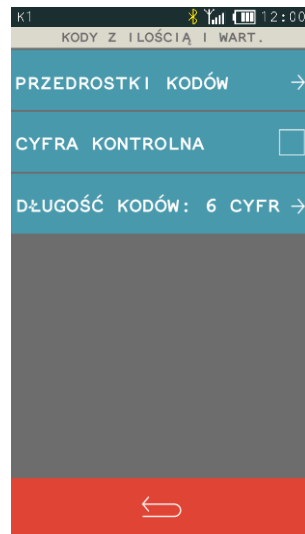 K1 12:00
KODY Z ILOŚCIĄ I WART.
PRZEDROSTKI KODÓW
CYFRA KONTROLNA
DŁUGOŚĆ KODÓW: 6 CYFR